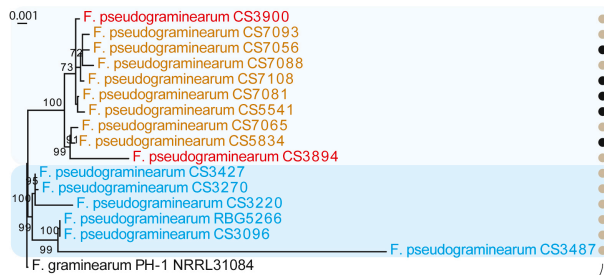 0.001
F. pseudograminearum CS3900
F. pseudograminearum CS7093
72
F. pseudograminearum CS7056
73
F. pseudograminearum CS7088
F. pseudograminearum CS7108
F. pseudograminearum CS7081
100
F. pseudograminearum CS5541
F. pseudograminearum CS7065
91
F. pseudograminearum CS5834
99
F. pseudograminearum CS3894
F. pseudograminearum CS3427
95
F. pseudograminearum CS3270
100
F. pseudograminearum CS3220
F. pseudograminearum RBG5266
99
100
F. pseudograminearum CS3096
99
F. pseudograminearum CS3487
F. graminearum PH-1 NRRL31084